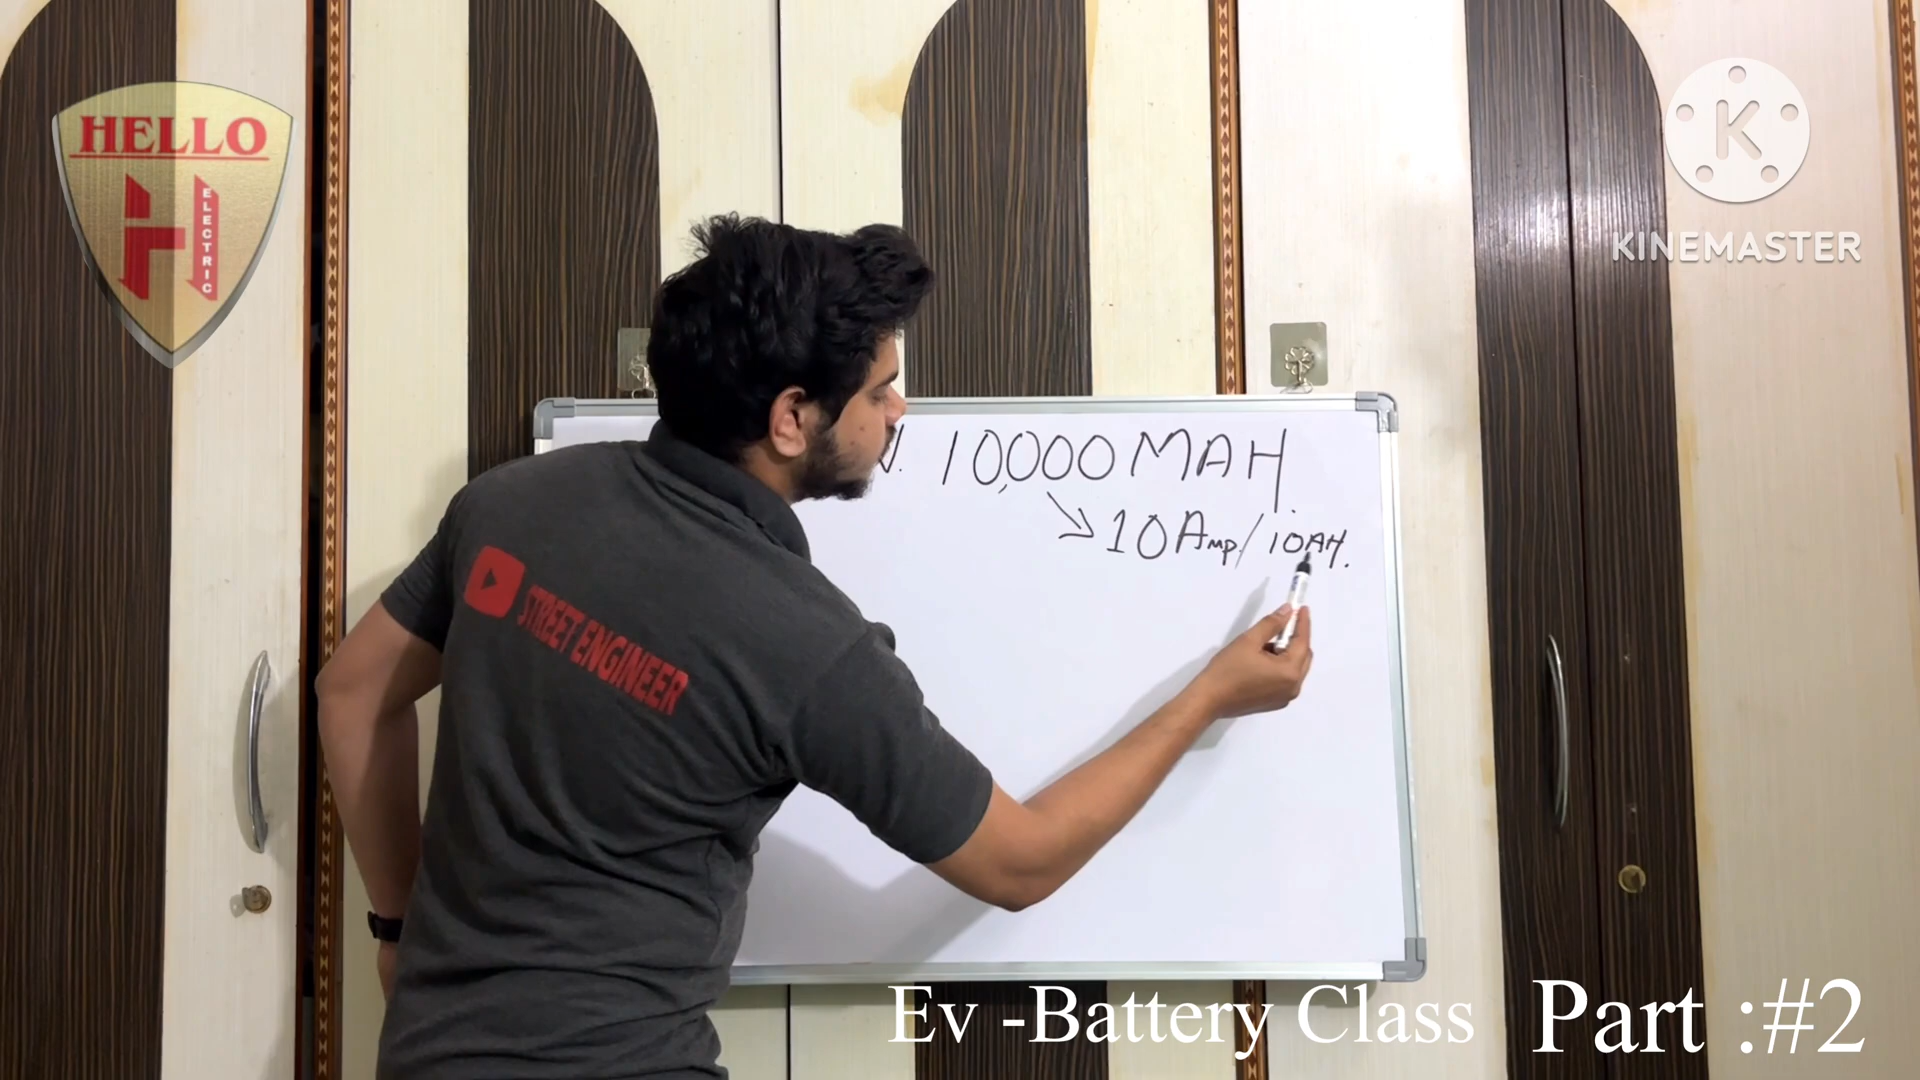 HELLO
ELECTRIC
KINEMASTER
10,000 MAH.
10 Amp/10AH.
STREET ENGINEER
Ev -Battery Class Part :#2